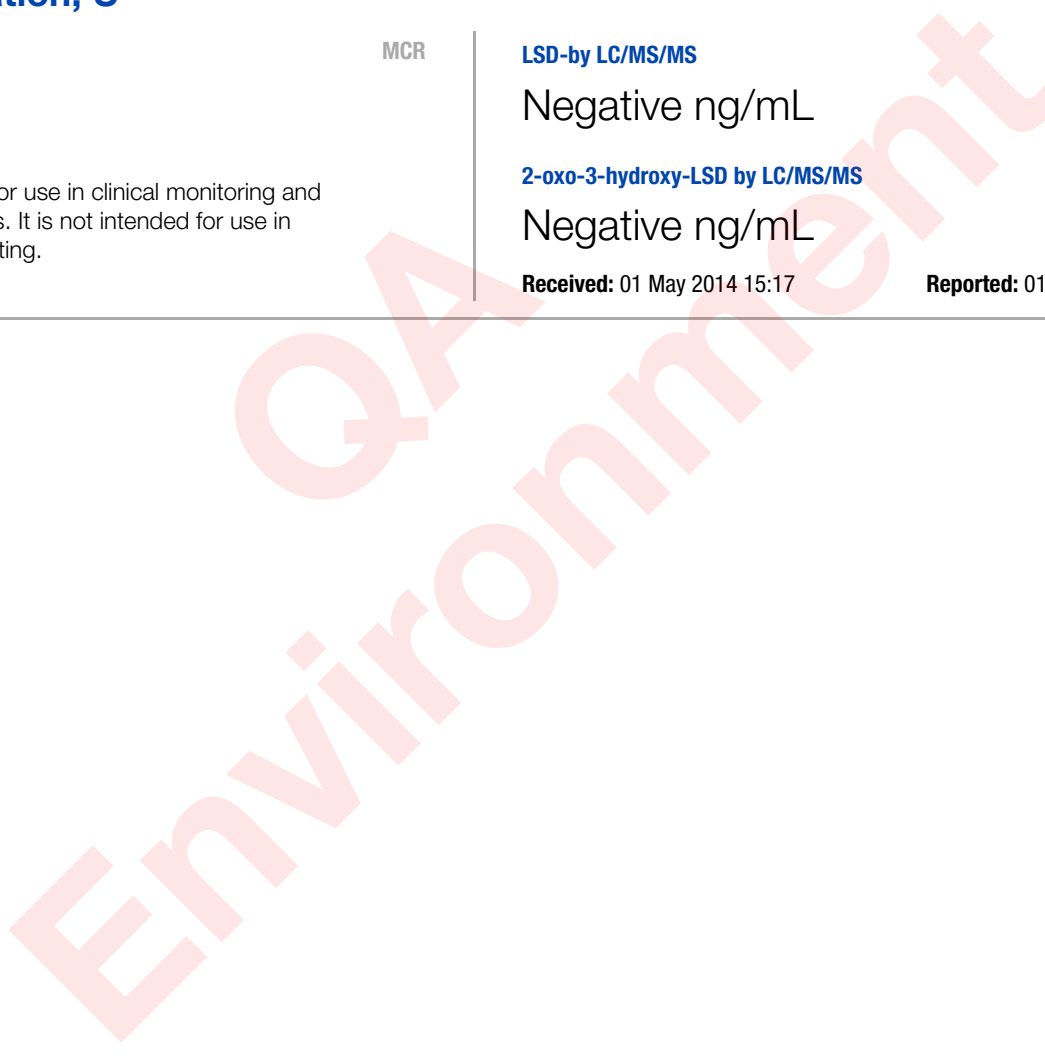 MCR
or use in clinical monitoring and
s. It is not intended for use in
ting.
LSD-by LC/MS/MS
Negative ng/mL
2-oxo-3-hydroxy-LSD by LC/MS/MS
Negative ng/mL
Received: 01 May 2014 15:17 Reported: 01
QA
Environment